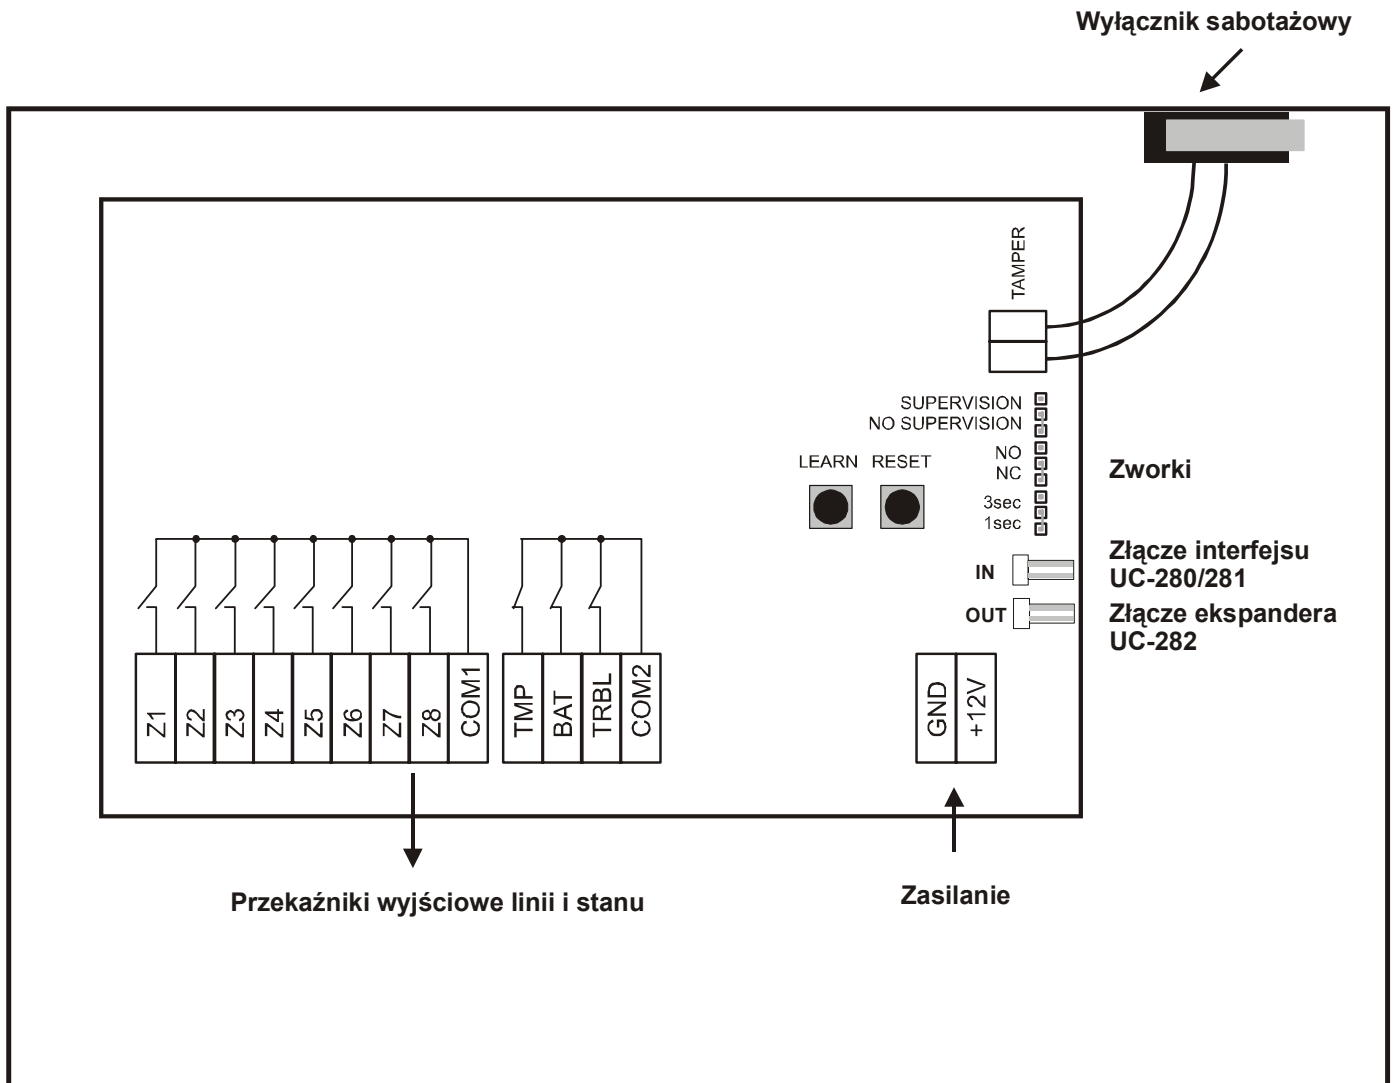 Wyłącznik sabotażowy
TAMPER
SUPERVISION
NO SUPERVISION
NO
NC
3sec
1sec
LEARN RESET
Zworki
IN
Złącze interfejsu
UC-280/281
OUT
Złącze ekspandera
UC-282
Z1
Z2
Z3
Z4
Z5
Z6
Z7
Z8
COM1
TMP
BAT
TRBL
COM2
GND
+12V
Przekaźniki wyjściowe linii i stanu
Zasilanie